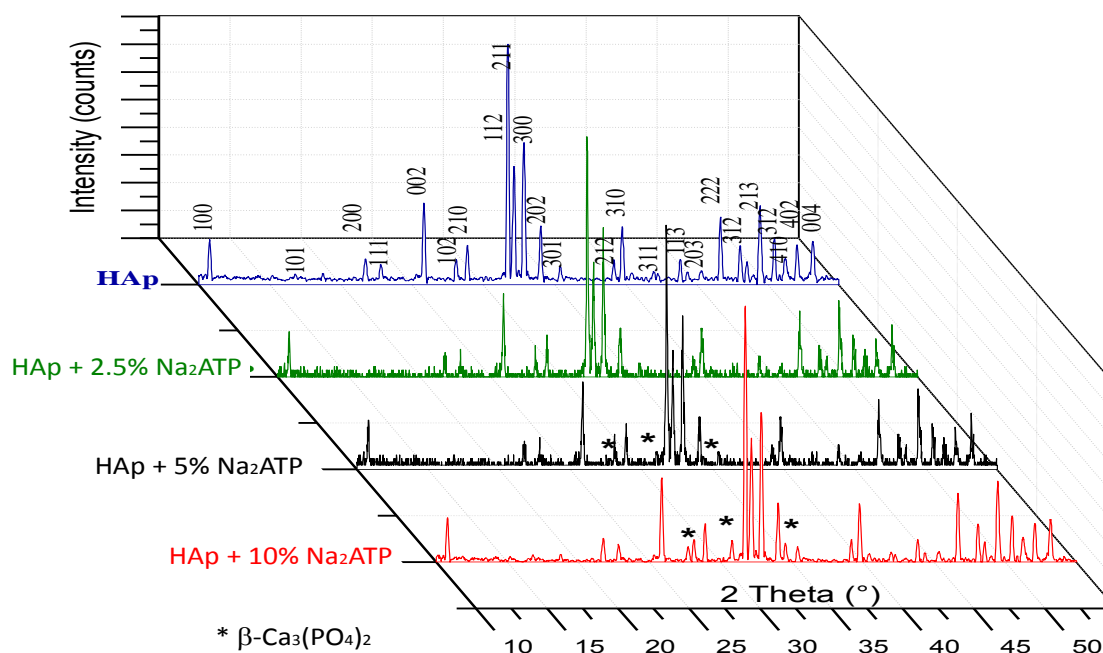 Intensity (counts)
100
101
200
111
002
102
210
112
211
300
202
301
212
310
311
113
203
222
312
213
312
410
402
004
HAp
HAp + 2.5% Na₂ATP
HAp + 5% Na₂ATP
* * *
HAp + 10% Na₂ATP
* * *
2 Theta (°)
* β-Ca₃(PO₄)₂
10 15 20 25 30 35 40 45 50